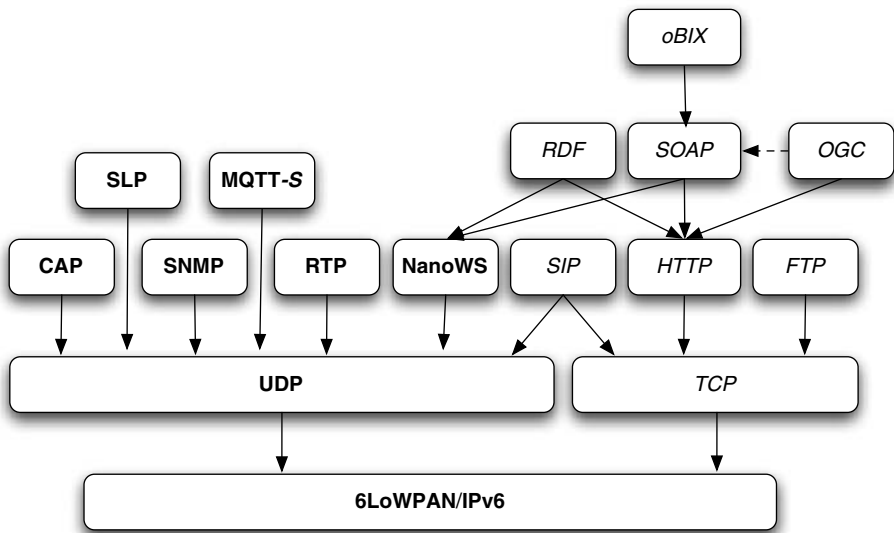 oBIX
RDF
SOAP
OGC
SLP
MQTT-S
CAP
SNMP
RTP
NanoWS
SIP
HTTP
FTP
UDP
TCP
6LoWPAN/IPv6